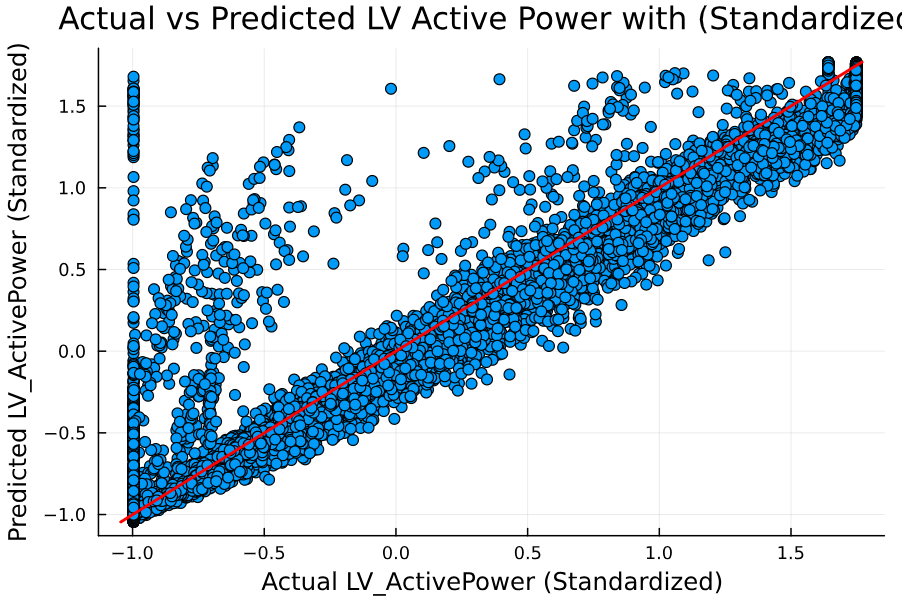 Actual vs Predicted LV Active Power with (Standardized
Predicted LV_ActivePower (Standardized)
1.5
1.0
0.5
0.0
−0.5
−1.0
−1.0 −0.5 0.0 0.5 1.0 1.5
Actual LV_ActivePower (Standardized)